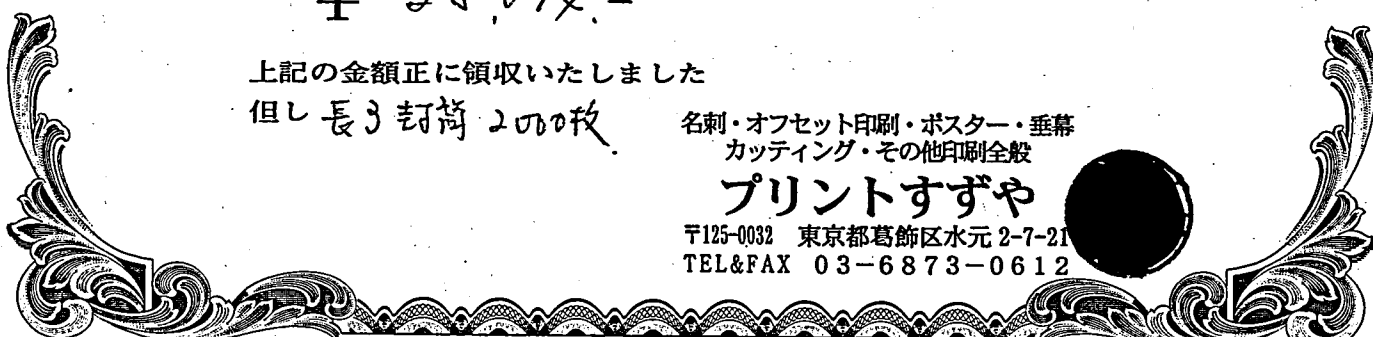 上記の金額正に領収いたしました
但し 長3封筒 2000枚.
名刺・オフセット印刷・ポスター・垂幕
カッティング・その他印刷全般
プリントすずや
〒125-0032 東京都葛飾区水元2-7-21
TEL&FAX 03-6873-0612